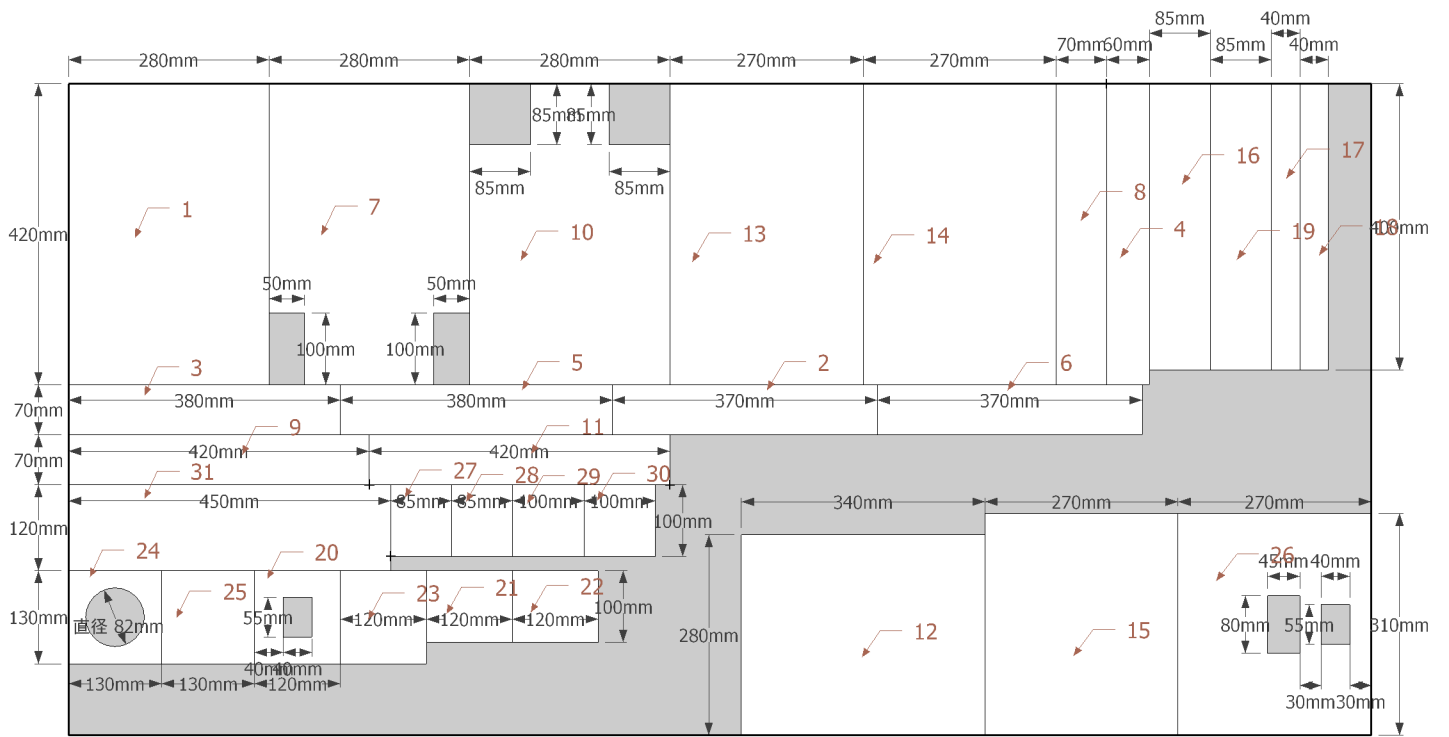 85mm 40mm
280mm 280mm 280mm 270mm 270mm 70mm 60mm 85mm 40mm
85mm 85mm
16 17
85mm 85mm
8
1 7 10 13 14 4 19 18
420mm 400mm
50mm 50mm
100mm 100mm
3 5 2 6
70mm 380mm 380mm 370mm 370mm
9 11
70mm 420mm 420mm
31 27 28 29 30
450mm 85mm 85mm 100mm 100mm 340mm 270mm 270mm
120mm 100mm
24 20 26
45mm 40mm
25 23 21 22
130mm 55mm 120mm 120mm 120mm 100mm
直径 82mm 280mm 12 15 80mm 55mm 310mm
40mm 40mm
130mm 130mm 120mm 30mm 30mm